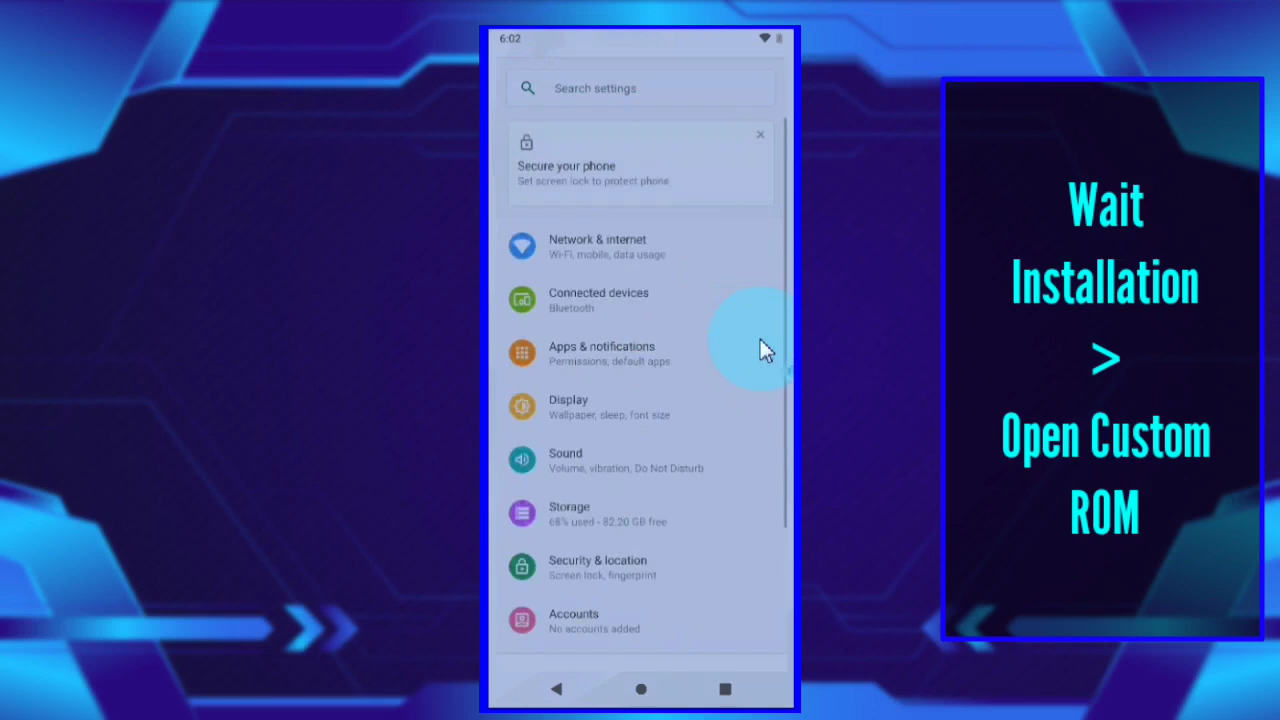 6:02
Search settings
Secure your phone
Set screen lock to protect phone
Network & internet
Wi-Fi, mobile, data usage
Connected devices
Bluetooth
Apps & notifications
Permissions, default apps
Display
Wallpaper, sleep, font size
Sound
Volume, vibration, Do Not Disturb
Storage
68% used - 82.20 GB free
Security & location
Screen lock, fingerprint
Accounts
No accounts added
Wait
Installation
>
Open Custom
ROM